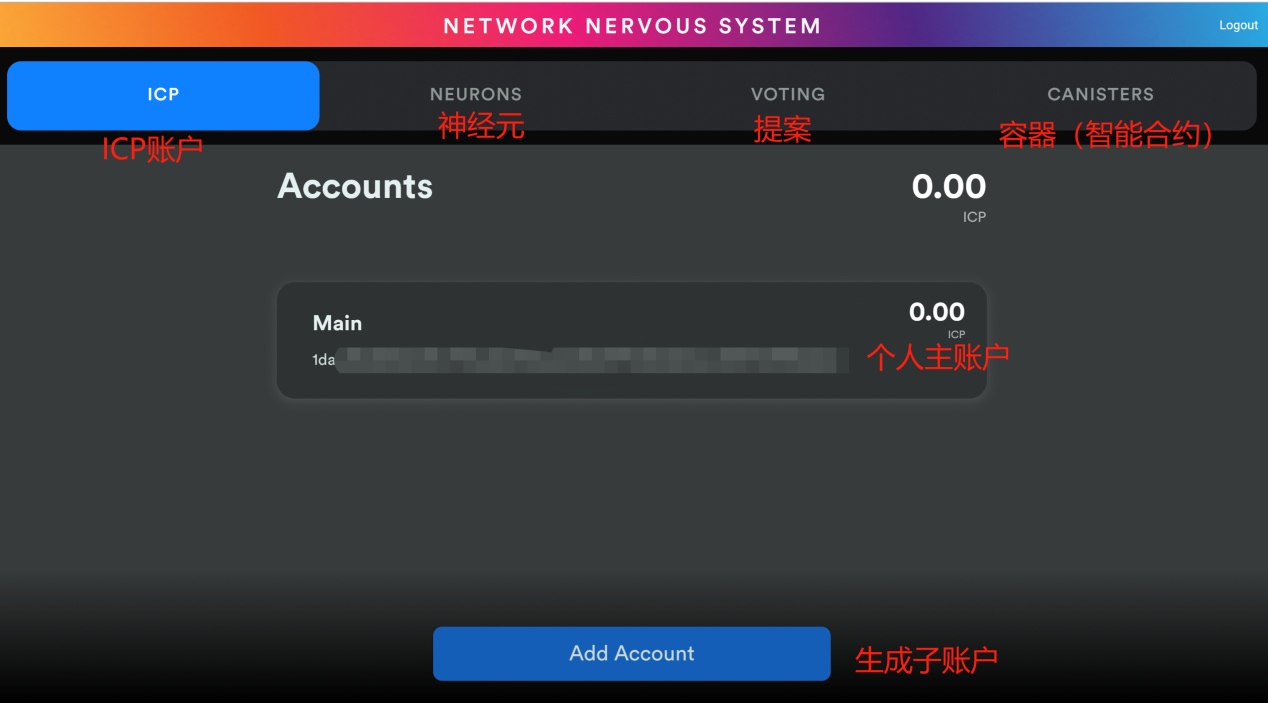 NETWORK NERVOUS SYSTEM
Logout
ICP
NEURONS
VOTING
CANISTERS
ICP账户
神经元
提案
容器（智能合约）
Accounts
0.00
ICP
Main
0.00
ICP
1da
个人主账户
Add Account
生成子账户